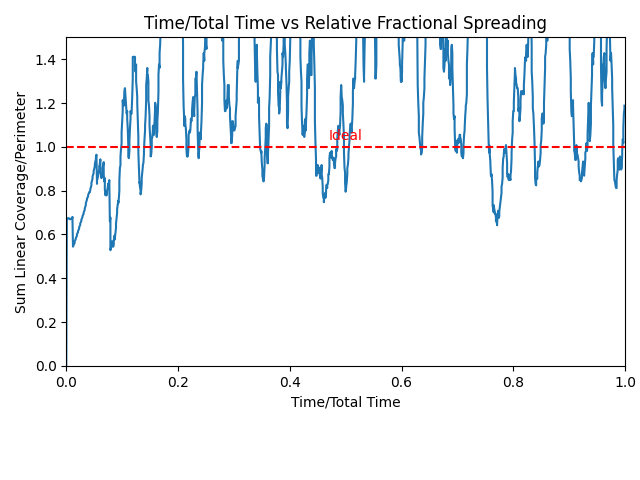 Time/Total Time vs Relative Fractional Spreading
Sum Linear Coverage/Perimeter
1.4
1.2
1.0
0.8
0.6
0.4
0.2
0.0
Ideal
0.0 0.2 0.4 0.6 0.8 1.0
Time/Total Time